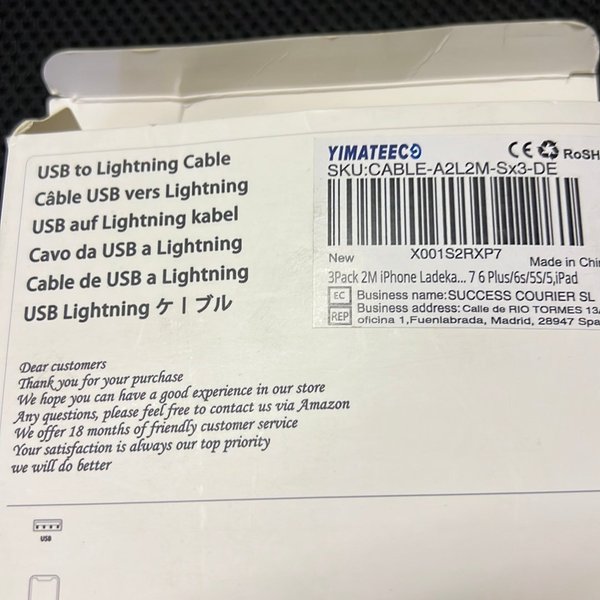 USB to Lightning Cable
Câble USB vers Lightning
USB auf Lightning kabel
Cavo da USB a Lightning
Cable de USB a Lightning
USB Lightning ケーブル
YIMATEECO
CE RoSH
SKU:CABLE-A2L2M-Sx3-DE
X001S2RXP7
New
Made in Chin
3Pack 2M iPhone Ladeka... 7 6 Plus/6s/5S/5,iPad
EC REP
Business name:SUCCESS COURIER SL
Business address:Calle de RIO TORMES 13
oficina 1,Fuenlabrada, Madrid, 28947 Spa
Dear customers
Thank you for your purchase
We hope you can have a good experience in our store
Any questions, please feel free to contact us via Amazon
We offer 18 months of friendly customer service
Your satisfaction is always our top priority
we will do better
USB